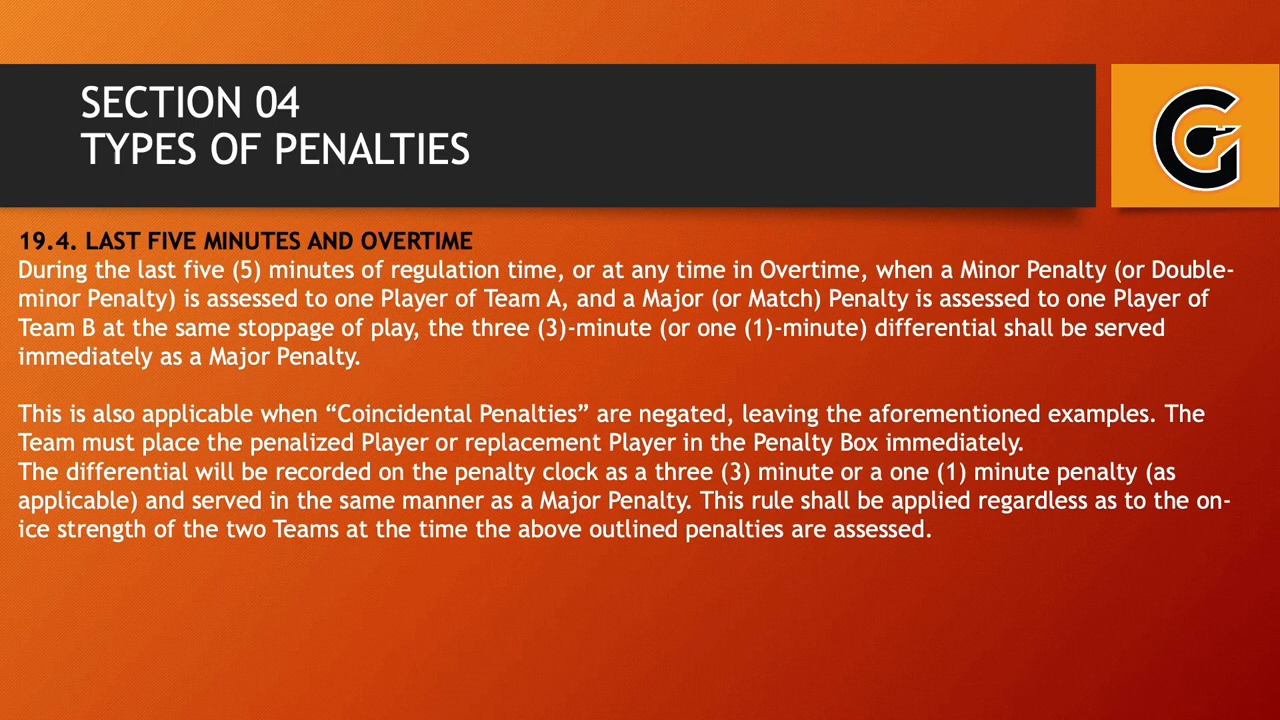 SECTION 04
TYPES OF PENALTIES
19.4. LAST FIVE MINUTES AND OVERTIME
During the last five (5) minutes of regulation time, or at any time in Overtime, when a Minor Penalty (or Double-
minor Penalty) is assessed to one Player of Team A, and a Major (or Match) Penalty is assessed to one Player of
Team B at the same stoppage of play, the three (3)-minute (or one (1)-minute) differential shall be served
immediately as a Major Penalty.
This is also applicable when “Coincidental Penalties” are negated, leaving the aforementioned examples. The
Team must place the penalized Player or replacement Player in the Penalty Box immediately.
The differential will be recorded on the penalty clock as a three (3) minute or a one (1) minute penalty (as
applicable) and served in the same manner as a Major Penalty. This rule shall be applied regardless as to the on-
ice strength of the two Teams at the time the above outlined penalties are assessed.